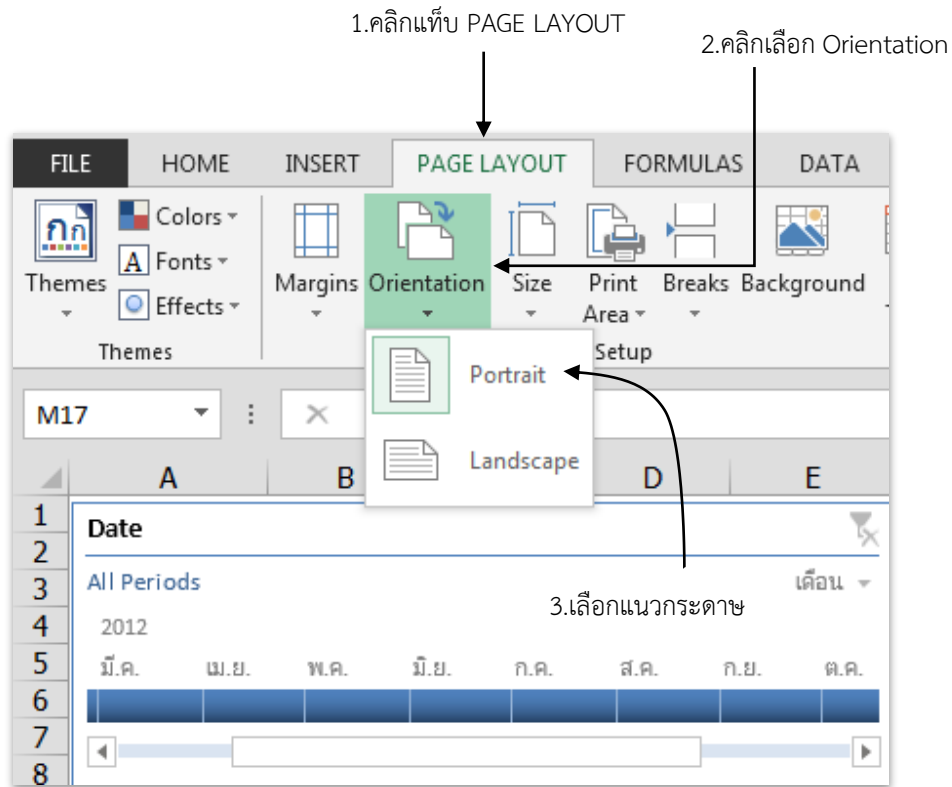 1.คลิกแท็บ PAGE LAYOUT
2.คลิกเลือก Orientation
FILE HOME INSERT PAGE LAYOUT FORMULAS DATA
กก Colors
A Fonts
Effects
Themes Margins Orientation Size Print Area Breaks Background
Themes Setup
Portrait
Landscape
M17
A B D E
1
2
3
4
5
6
7
8
Date
All Periods เดือน
3.เลือกแนวกระดาษ
2012
มี.ค. เม.ย. พ.ค. มิ.ย. ก.ค. ส.ค. ก.ย. ต.ค.